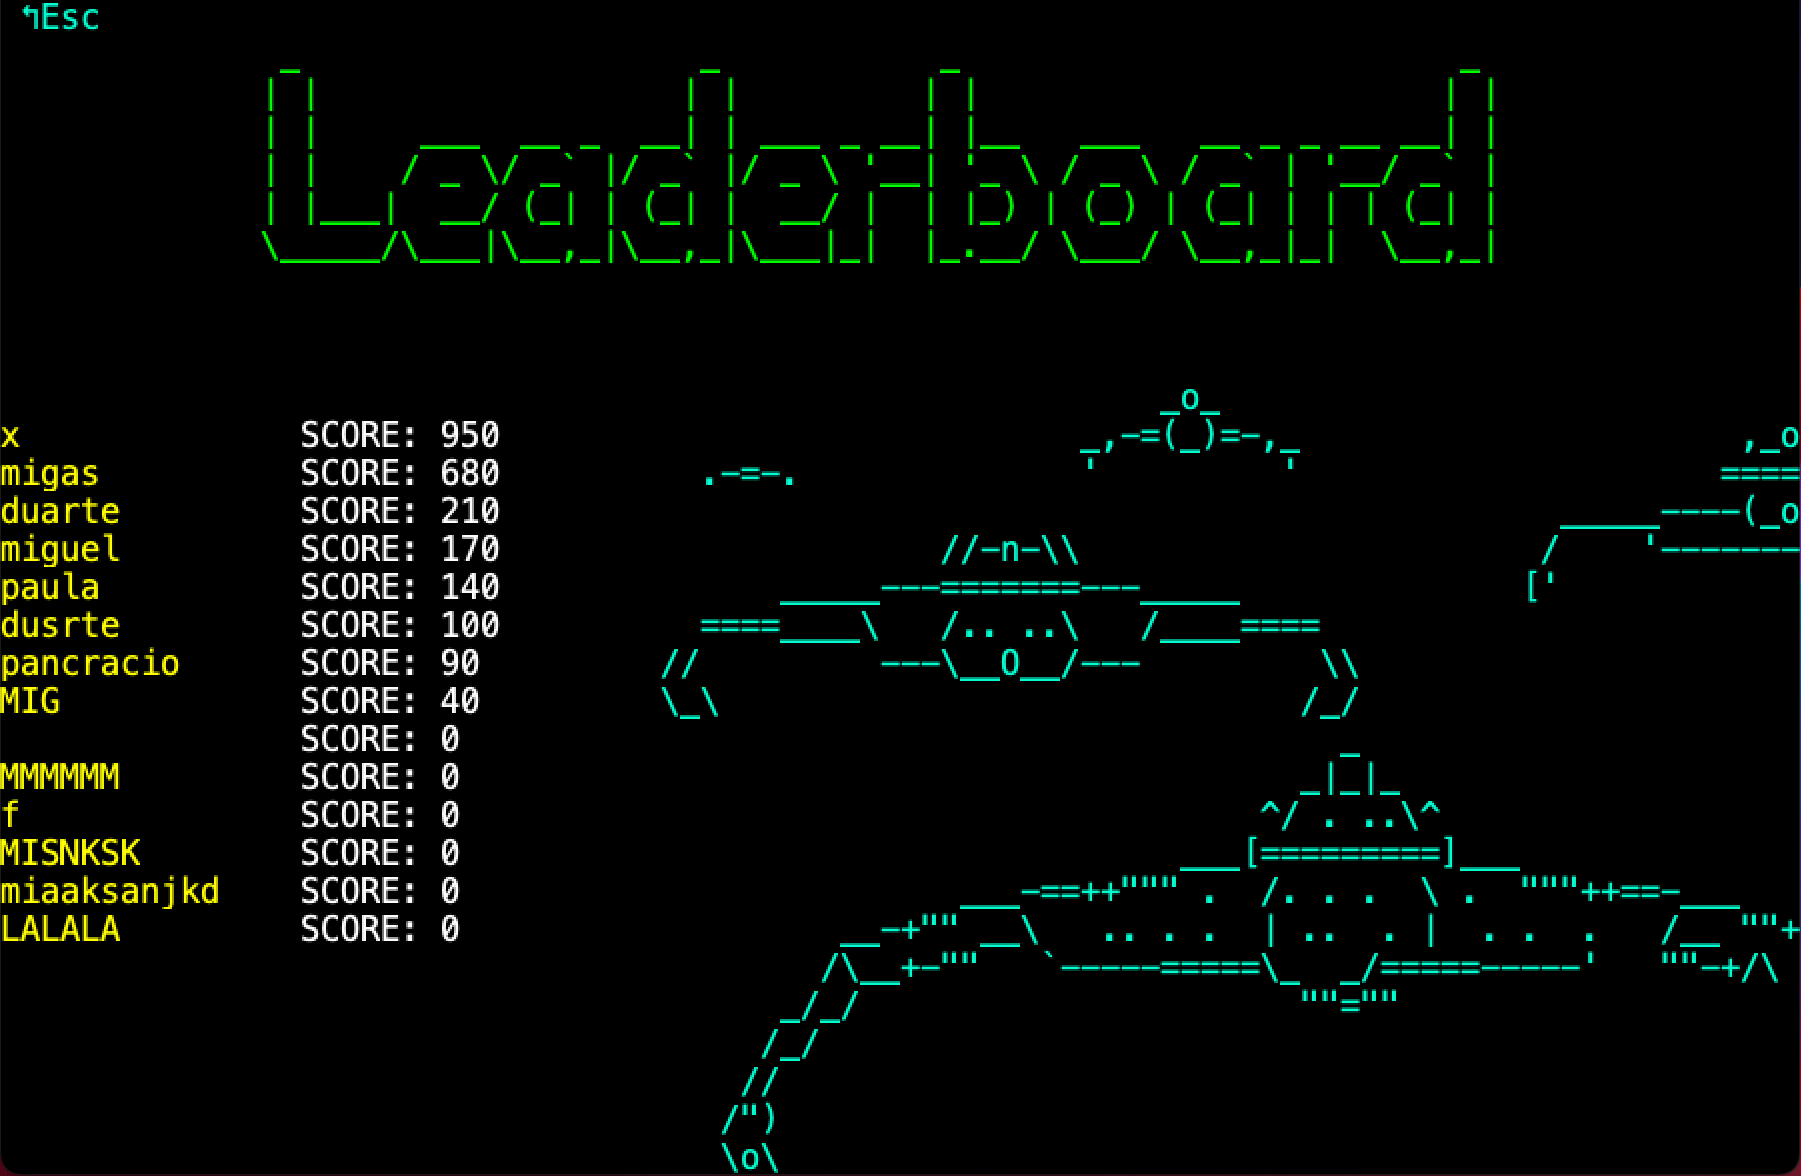 ↰Esc
Leaderboard
x SCORE: 950
migas SCORE: 680
duarte SCORE: 210
miguel SCORE: 170
paula SCORE: 140
dusrte SCORE: 100
pancracio SCORE: 90
MIG SCORE: 40
SCORE: 0
MMMMMM SCORE: 0
f SCORE: 0
MISNKSK SCORE: 0
miaaksanjkd SCORE: 0
LALALA SCORE: 0